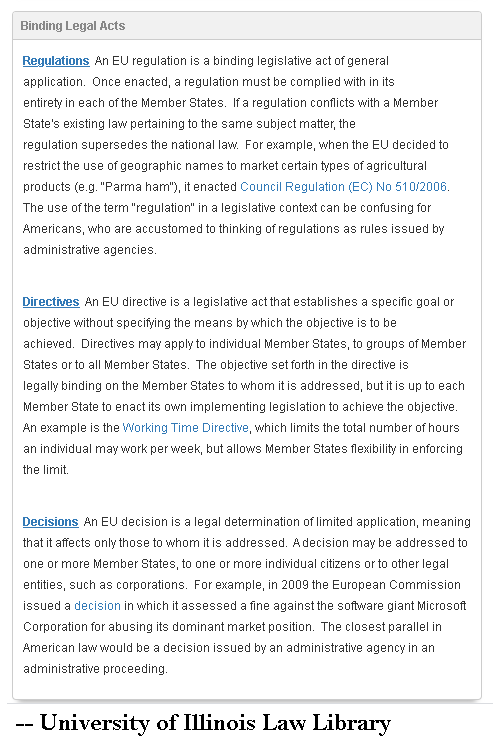 Binding Legal Acts
Regulations An EU regulation is a binding legislative act of general
application. Once enacted, a regulation must be complied with in its
entirety in each of the Member States. If a regulation conflicts with a Member
State's existing law pertaining to the same subject matter, the
regulation supersedes the national law. For example, when the EU decided to
restrict the use of geographic names to market certain types of agricultural
products (e.g. "Parma ham"), it enacted Council Regulation (EC) No 510/2006.
The use of the term "regulation" in a legislative context can be confusing for
Americans, who are accustomed to thinking of regulations as rules issued by
administrative agencies.
Directives An EU directive is a legislative act that establishes a specific goal or
objective without specifying the means by which the objective is to be
achieved. Directives may apply to individual Member States, to groups of Member
States or to all Member States. The objective set forth in the directive is
legally binding on the Member States to whom it is addressed, but it is up to each
Member State to enact its own implementing legislation to achieve the objective.
An example is the Working Time Directive, which limits the total number of hours
an individual may work per week, but allows Member States flexibility in enforcing
the limit.
Decisions An EU decision is a legal determination of limited application, meaning
that it affects only those to whom it is addressed. A decision may be addressed to
one or more Member States, to one or more individual citizens or to other legal
entities, such as corporations. For example, in 2009 the European Commission
issued a decision in which it assessed a fine against the software giant Microsoft
Corporation for abusing its dominant market position. The closest parallel in
American law would be a decision issued by an administrative agency in an
administrative proceeding.
-- University of Illinois Law Library